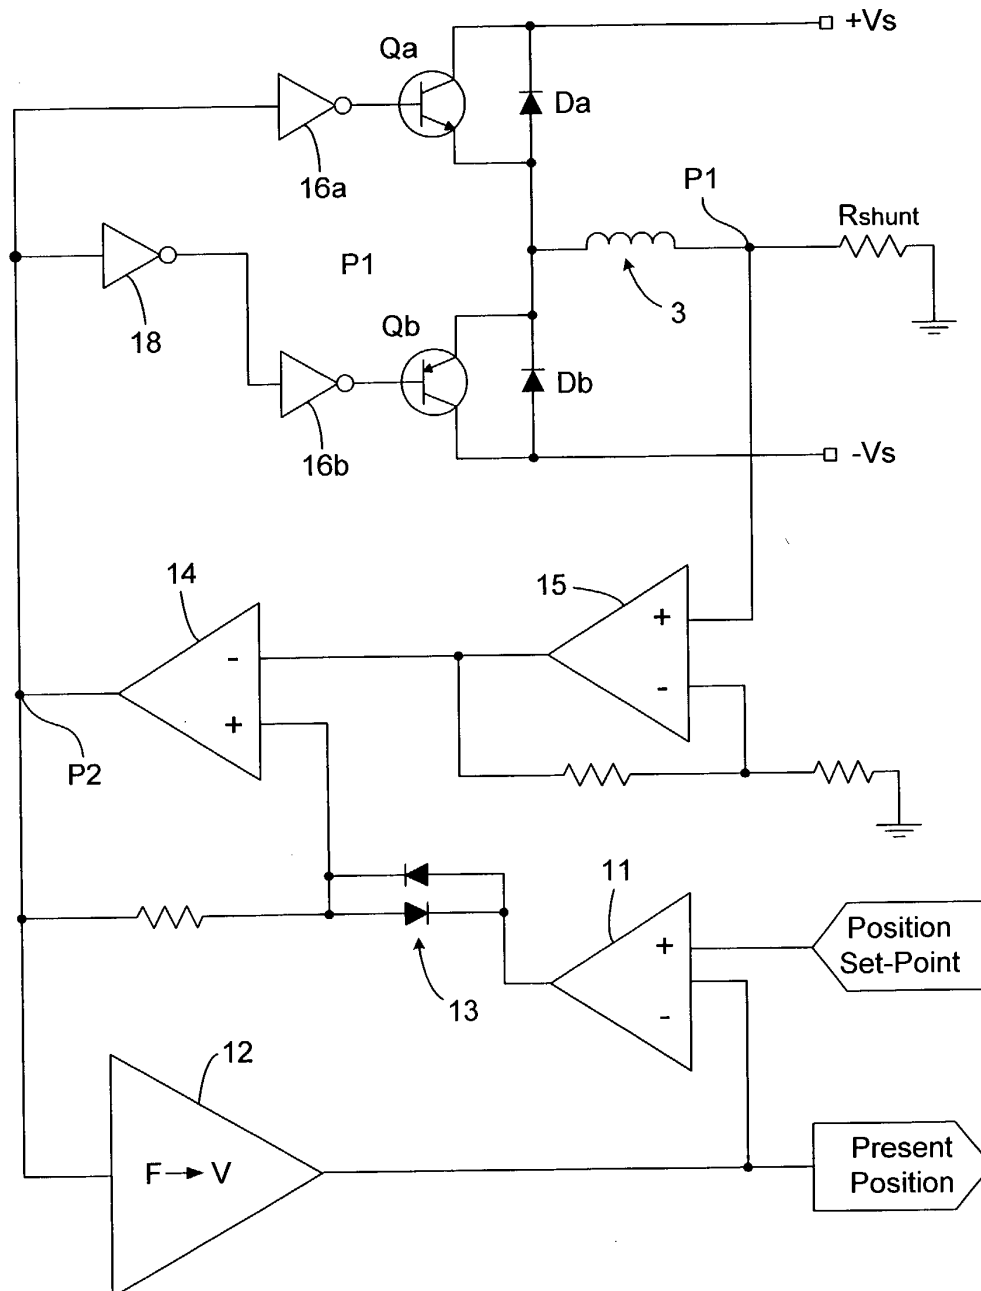 +Vs
Qa
Da
16a
P1
Rshunt
P1
18
3
Qb
Db
16b
-Vs
14
15
+
-
-
+
P2
11
Position
Set-Point
+
-
13
12
F V
Present
Position